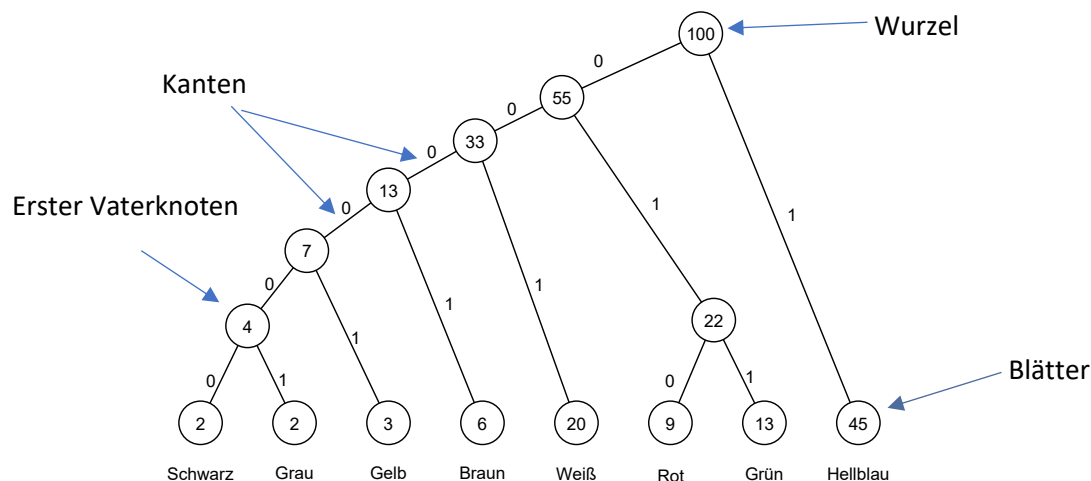 100
Wurzel
0
Kanten
55
0
33
0
13
Erster Vaterknoten
0
1
1
7
0
1
1
4
22
1
0
1
0
1
Blätter
2
2
3
6
20
9
13
45
Schwarz
Grau
Gelb
Braun
Weiß
Rot
Grün
Hellblau